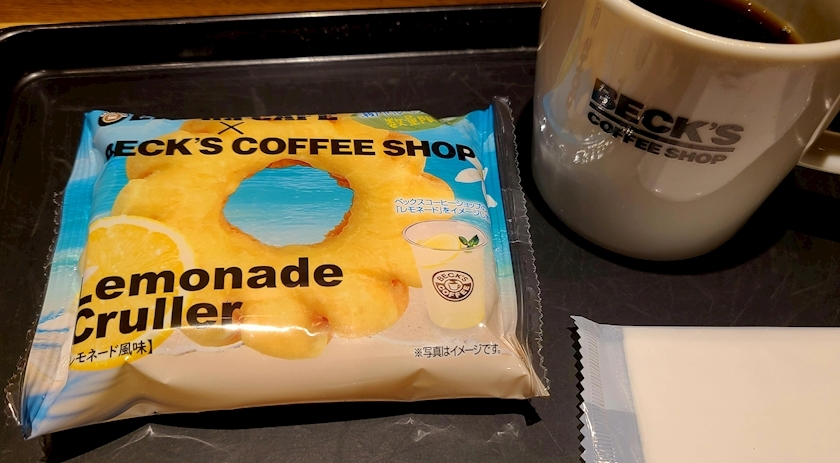 ×
BECK'S COFFEE SHOP
ベックスコーヒーショップ
「レモネード」をイメージ
BECK'S
COFFEE
Lemonade
Cruller
レモネード風味】
※写真はイメージです。
BECK'S
COFFEE SHOP